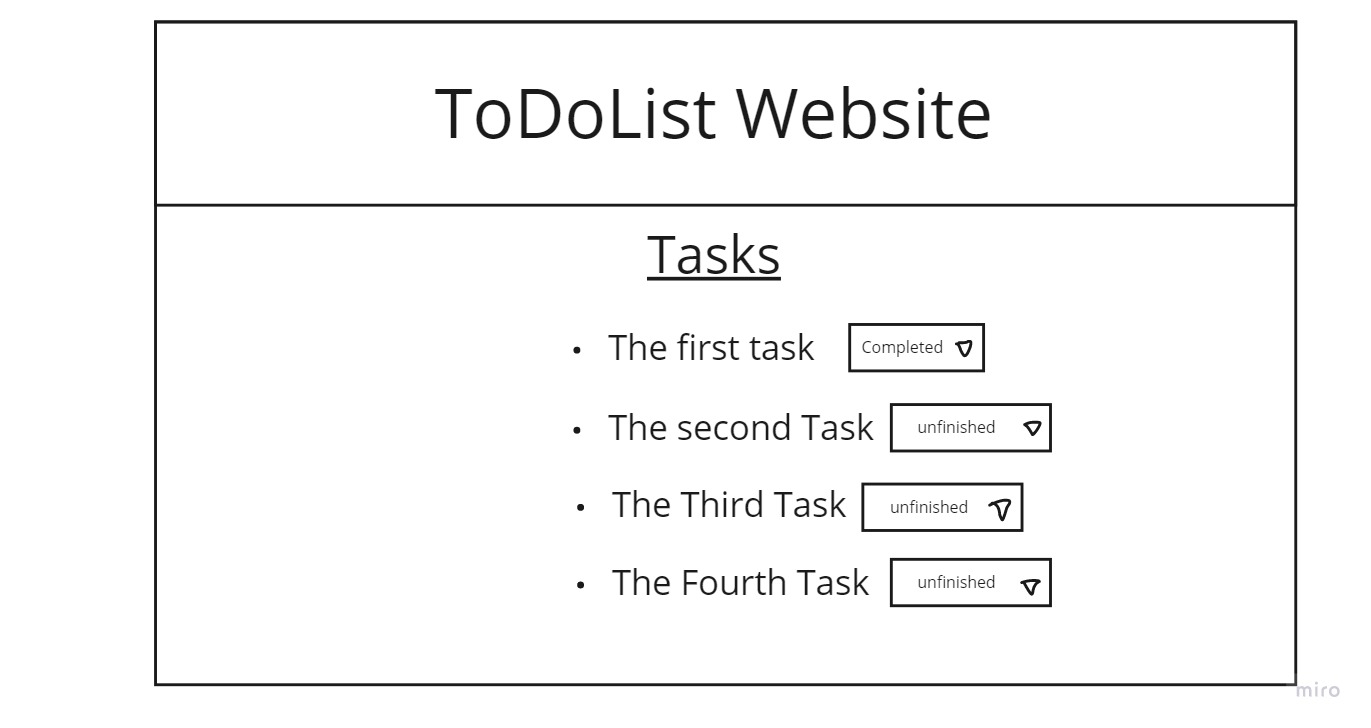 ToDoList Website
Tasks
• The first task Completed
• The second Task unfinished
• The Third Task unfinished
• The Fourth Task unfinished
miro